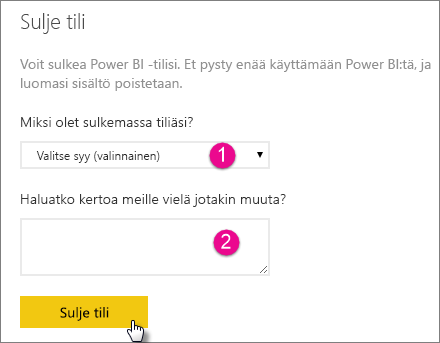 Sulje tili
Voit sulkea Power BI -tilisi. Et pysty enää käyttämään Power BI:tä, ja
luomasi sisältö poistetaan.
Miksi olet sulkemassa tiliäsi?
Valitse syy (valinnainen)
1
Haluatko kertoa meille vielä jotakin muuta?
2
Sulje tili